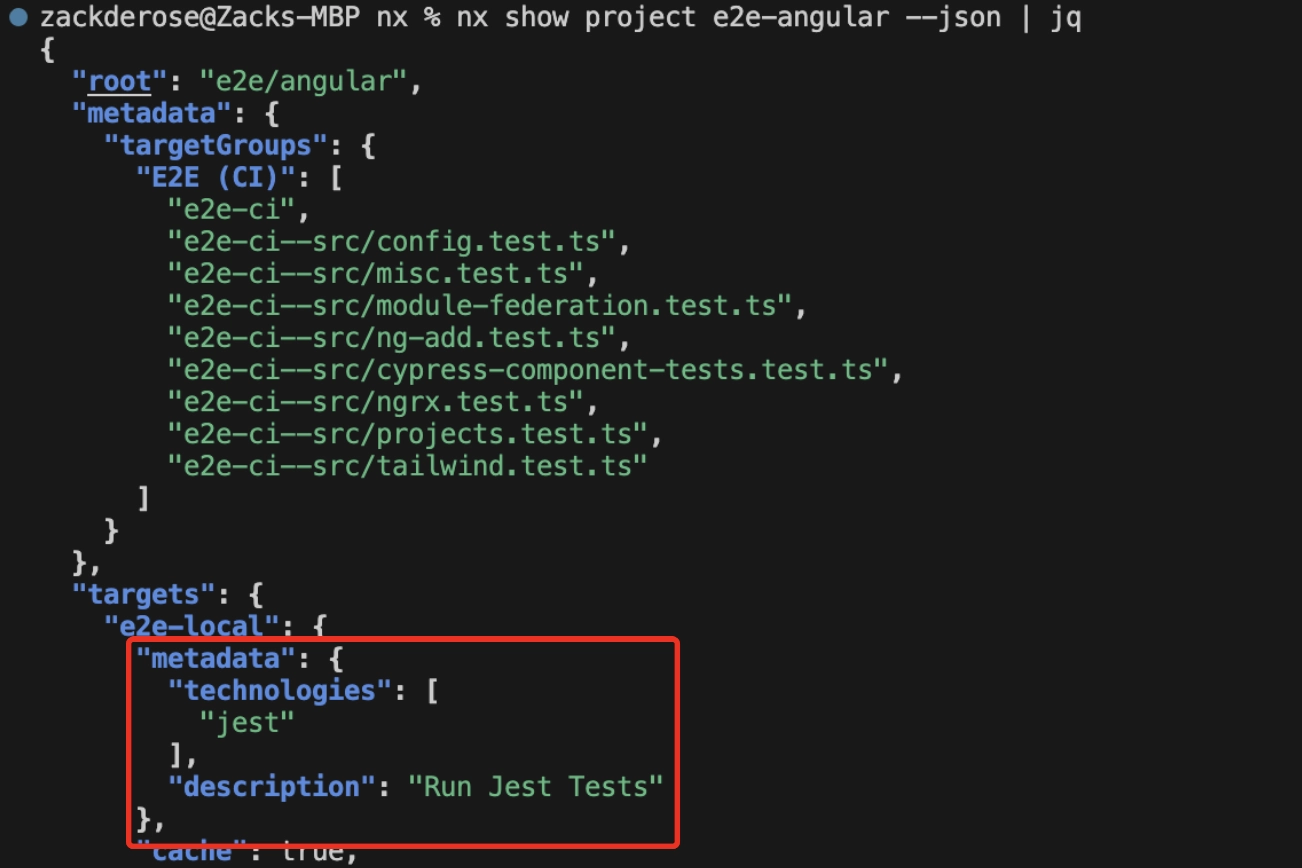 zackderose@Zacks-MBP nx % nx show project e2e-angular --json | jq
{
  "root": "e2e/angular",
  "metadata": {
    "targetGroups": {
      "E2E (CI)": [
        "e2e-ci",
        "e2e-ci--src/config.test.ts",
        "e2e-ci--src/misc.test.ts",
        "e2e-ci--src/module-federation.test.ts",
        "e2e-ci--src/ng-add.test.ts",
        "e2e-ci--src/cypress-component-tests.test.ts",
        "e2e-ci--src/ngrx.test.ts",
        "e2e-ci--src/projects.test.ts",
        "e2e-ci--src/tailwind.test.ts"
      ]
    }
  },
  "targets": {
    "e2e-local": {
      "metadata": {
        "technologies": [
          "jest"
        ],
        "description": "Run Jest Tests"
      },
      "cache": true,